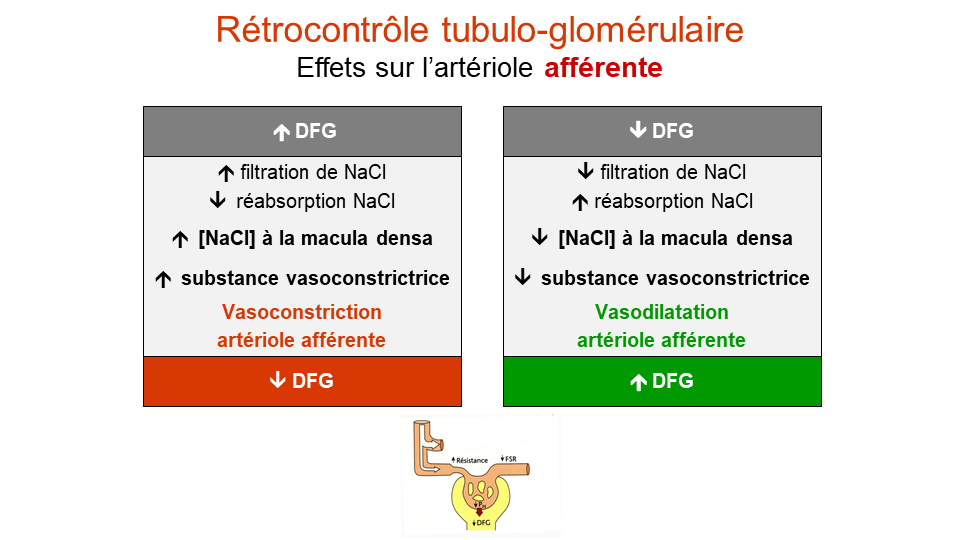 Rétrocontrôle tubulo-glomérulaire
Effets sur l’artériole afférente
↑ DFG
↑ filtration de NaCl
↓ réabsorption NaCl
↑ [NaCl] à la macula densa
↑ substance vasoconstrictrice
Vasoconstriction
artériole afférente
↓ DFG
↓ DFG
↓ filtration de NaCl
↑ réabsorption NaCl
↓ [NaCl] à la macula densa
↓ substance vasoconstrictrice
Vasodilatation
artériole afférente
↑ DFG
↑ Résistance
↓ FSR
↓ DFG